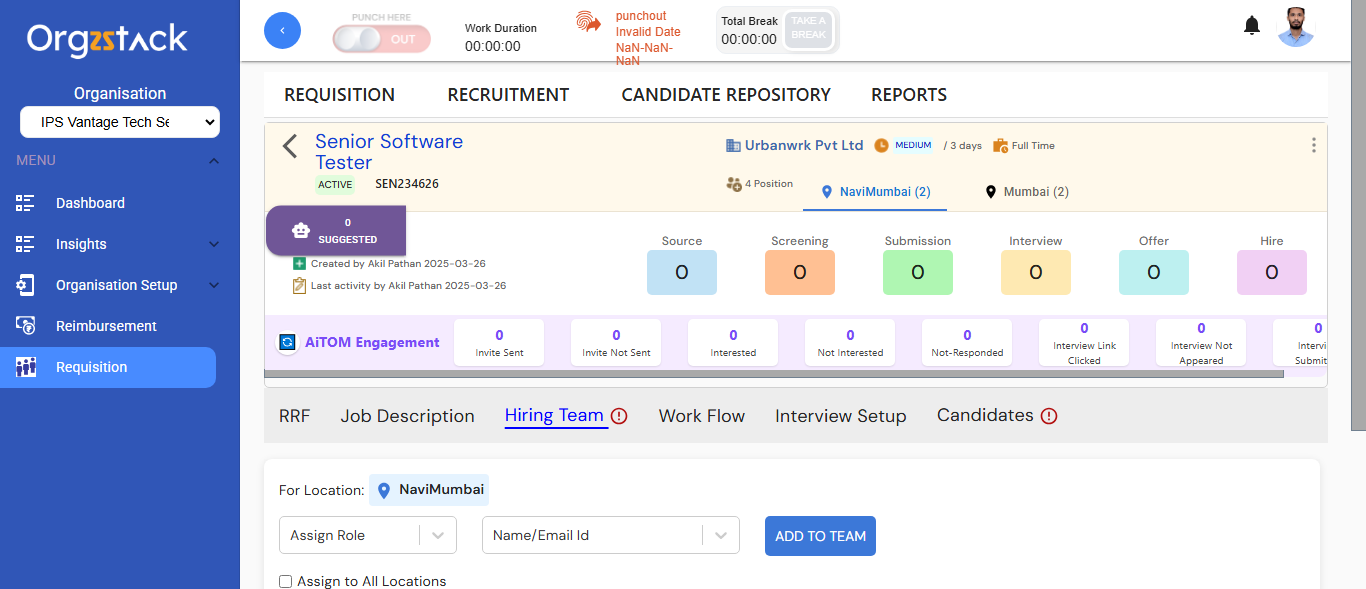 Orgzstack
Organisation
IPS Vantage Tech Se
MENU
Dashboard
Insights
Organisation Setup
Reimbursement
Requisition
PUNCH HERE
OUT
Work Duration
00:00:00
punchout
Invalid Date
NaN-NaN-
NaN
Total Break
00:00:00
TAKE A
BREAK
REQUISITION RECRUITMENT CANDIDATE REPOSITORY REPORTS
Senior Software
Tester
ACTIVE SEN234626
Urbanwrk Pvt Ltd MEDIUM / 3 days Full Time
4 Position NaviMumbai (2) Mumbai (2)
0
SUGGESTED
Created by Akil Pathan 2025-03-26
Last activity by Akil Pathan 2025-03-26
Source Screening Submission Interview Offer Hire
0 0 0 0 0 0
AiTOM Engagement
0
Invite Sent
0
Invite Not Sent
0
Interested
0
Not Interested
0
Not-Responded
0
Interview Link
Clicked
0
Interview Not
Appeared
0
Intervi
Submit
RRF Job Description Hiring Team Work Flow Interview Setup Candidates
For Location: NaviMumbai
Assign Role Name/Email Id ADD TO TEAM
Assign to All Locations